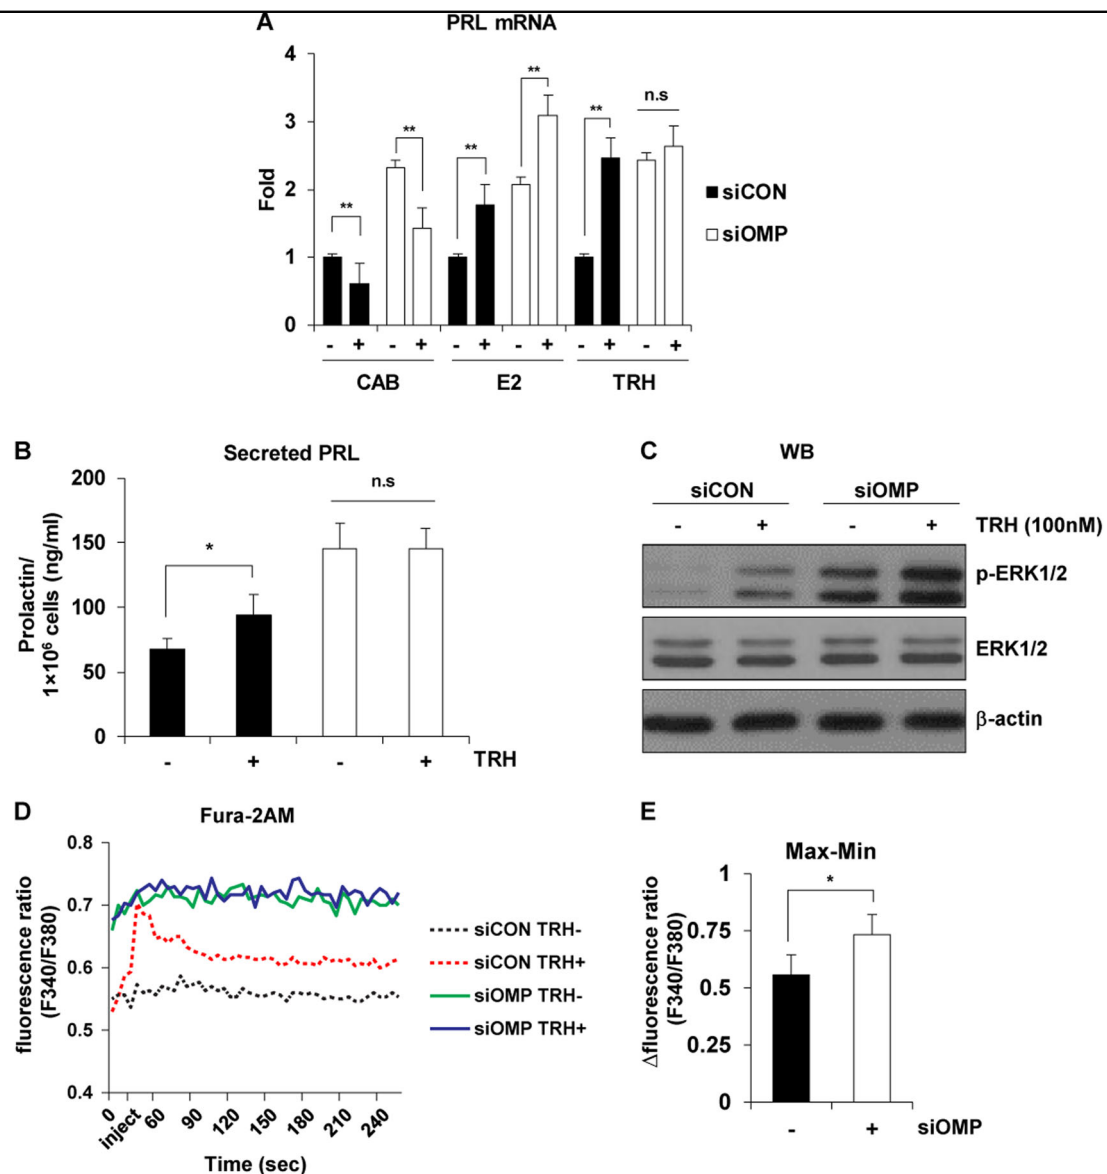 A
PRL mRNA
4
3
2
1
0
Fold
**
**
**
**
**
n.s
siCON
siOMP
- + - + - + - + - + - +
CAB E2 TRH
B
Secreted PRL
200
150
100
50
0
Prolactin/
1×10⁶ cells (ng/ml)
*
n.s
- + - + TRH
C
WB
siCON siOMP
- + - + TRH (100nM)
p-ERK1/2
ERK1/2
β-actin
D
Fura-2AM
0.8
0.7
0.6
0.5
0.4
fluorescence ratio
(F340/F380)
0 inject 60 90 120 150 180 210 240
Time (sec)
siCON TRH-
siCON TRH+
siOMP TRH-
siOMP TRH+
E
Max-Min
1
0.75
0.5
0.25
0
Δfluorescence ratio
(F340/F380)
*
- + siOMP